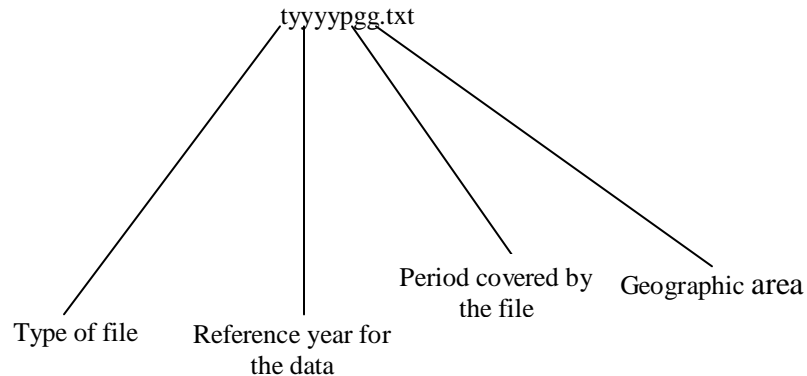 tyyyypgg.txt
Type of file
Reference year for
the data
Period covered by
the file
Geographic area